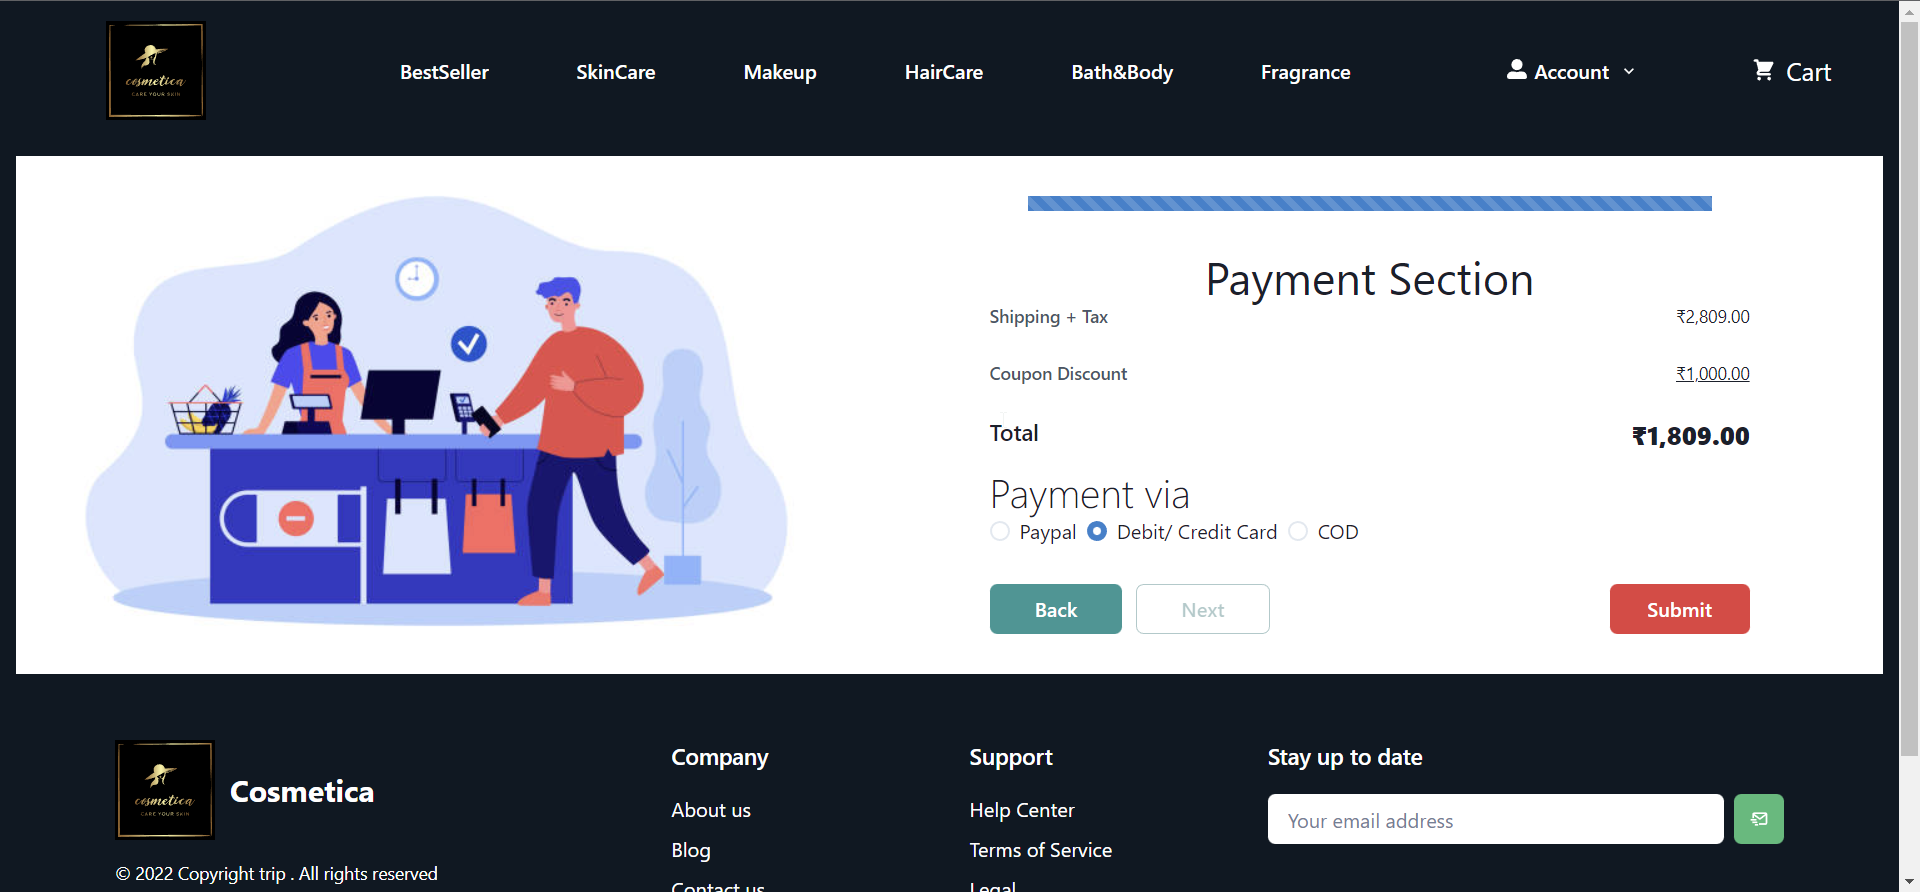 cosmetica
CARE YOUR SKIN
BestSeller
SkinCare
Makeup
HairCare
Bath&Body
Fragrance
Account
Cart
Payment Section
Shipping + Tax ₹2,809.00
Coupon Discount ₹1,000.00
Total ₹1,809.00
Payment via
Paypal Debit/ Credit Card COD
Back Next Submit
cosmetica
CARE YOUR SKIN
Cosmetica
© 2022 Copyright trip . All rights reserved
Company
About us
Blog
Contact us
Support
Help Center
Terms of Service
Legal
Stay up to date
Your email address